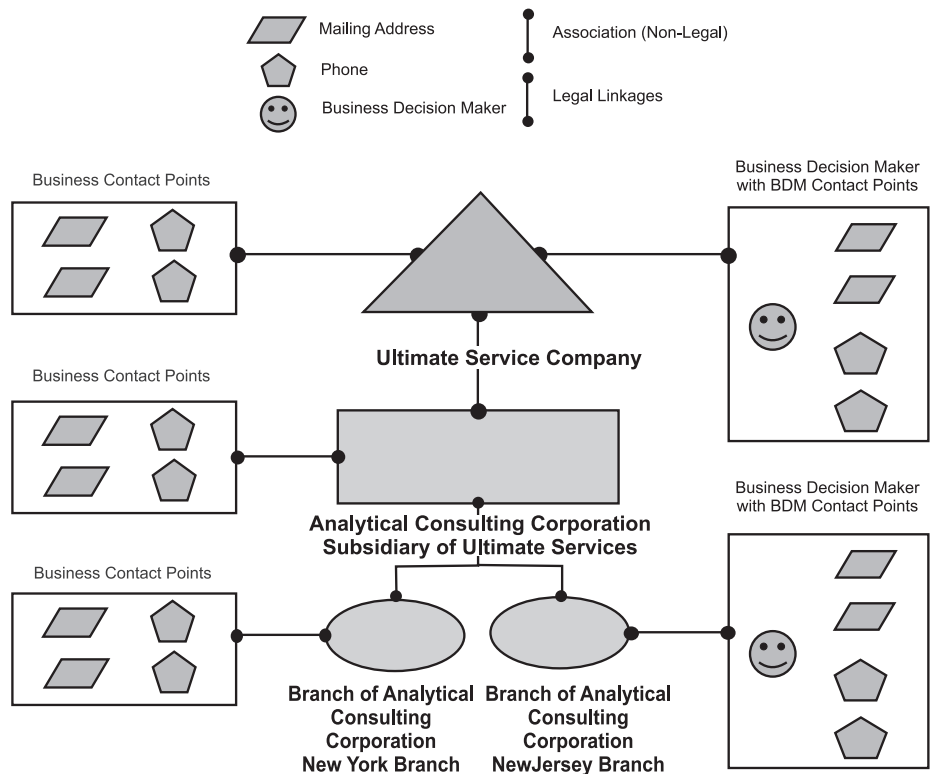 Mailing Address
Phone
Business Decision Maker
Association (Non-Legal)
Legal Linkages
Business Contact Points
Business Decision Maker
with BDM Contact Points
Ultimate Service Company
Business Contact Points
Analytical Consulting Corporation
Subsidiary of Ultimate Services
Business Decision Maker
with BDM Contact Points
Business Contact Points
Branch of Analytical
Consulting
Corporation
New York Branch
Branch of Analytical
Consulting
Corporation
NewJersey Branch